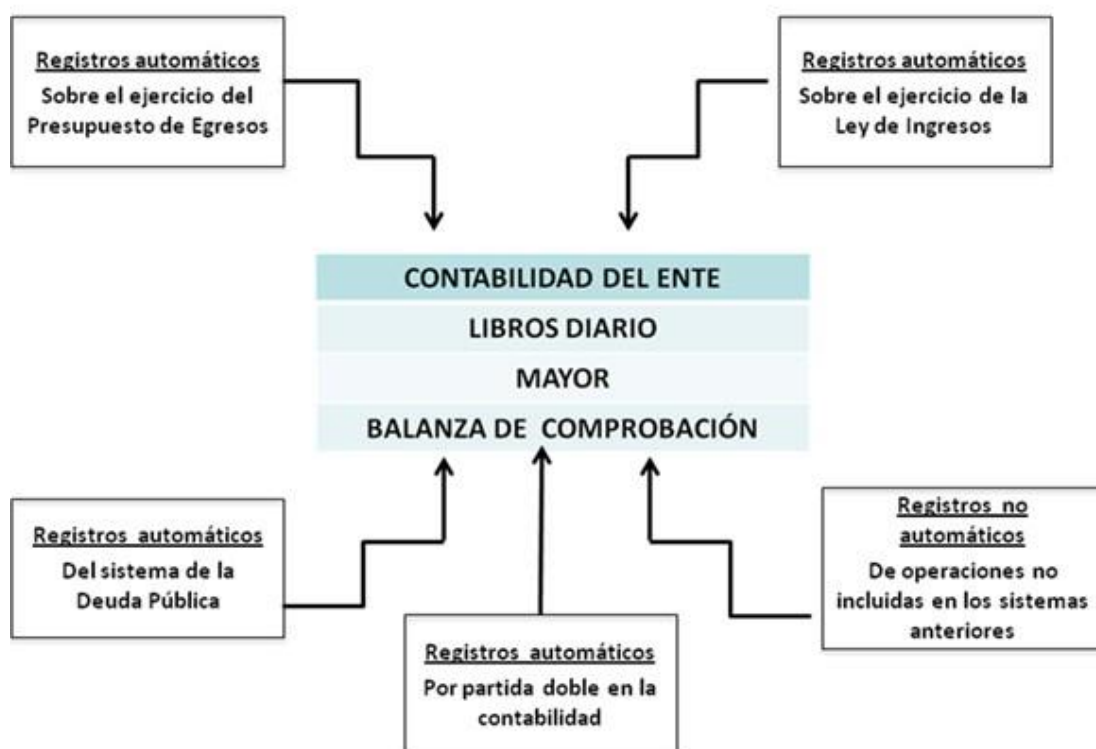 Registros automáticos
Sobre el ejercicio del
Presupuesto de Egresos
Registros automáticos
Sobre el ejercicio de la
Ley de Ingresos
CONTABILIDAD DEL ENTE
LIBROS DIARIO
MAYOR
BALANZA DE COMPROBACIÓN
Registros automáticos
Del sistema de la
Deuda Pública
Registros automáticos
Por partida doble en la
contabilidad
Registros no
automáticos
De operaciones no
incluidas en los sistemas
anteriores